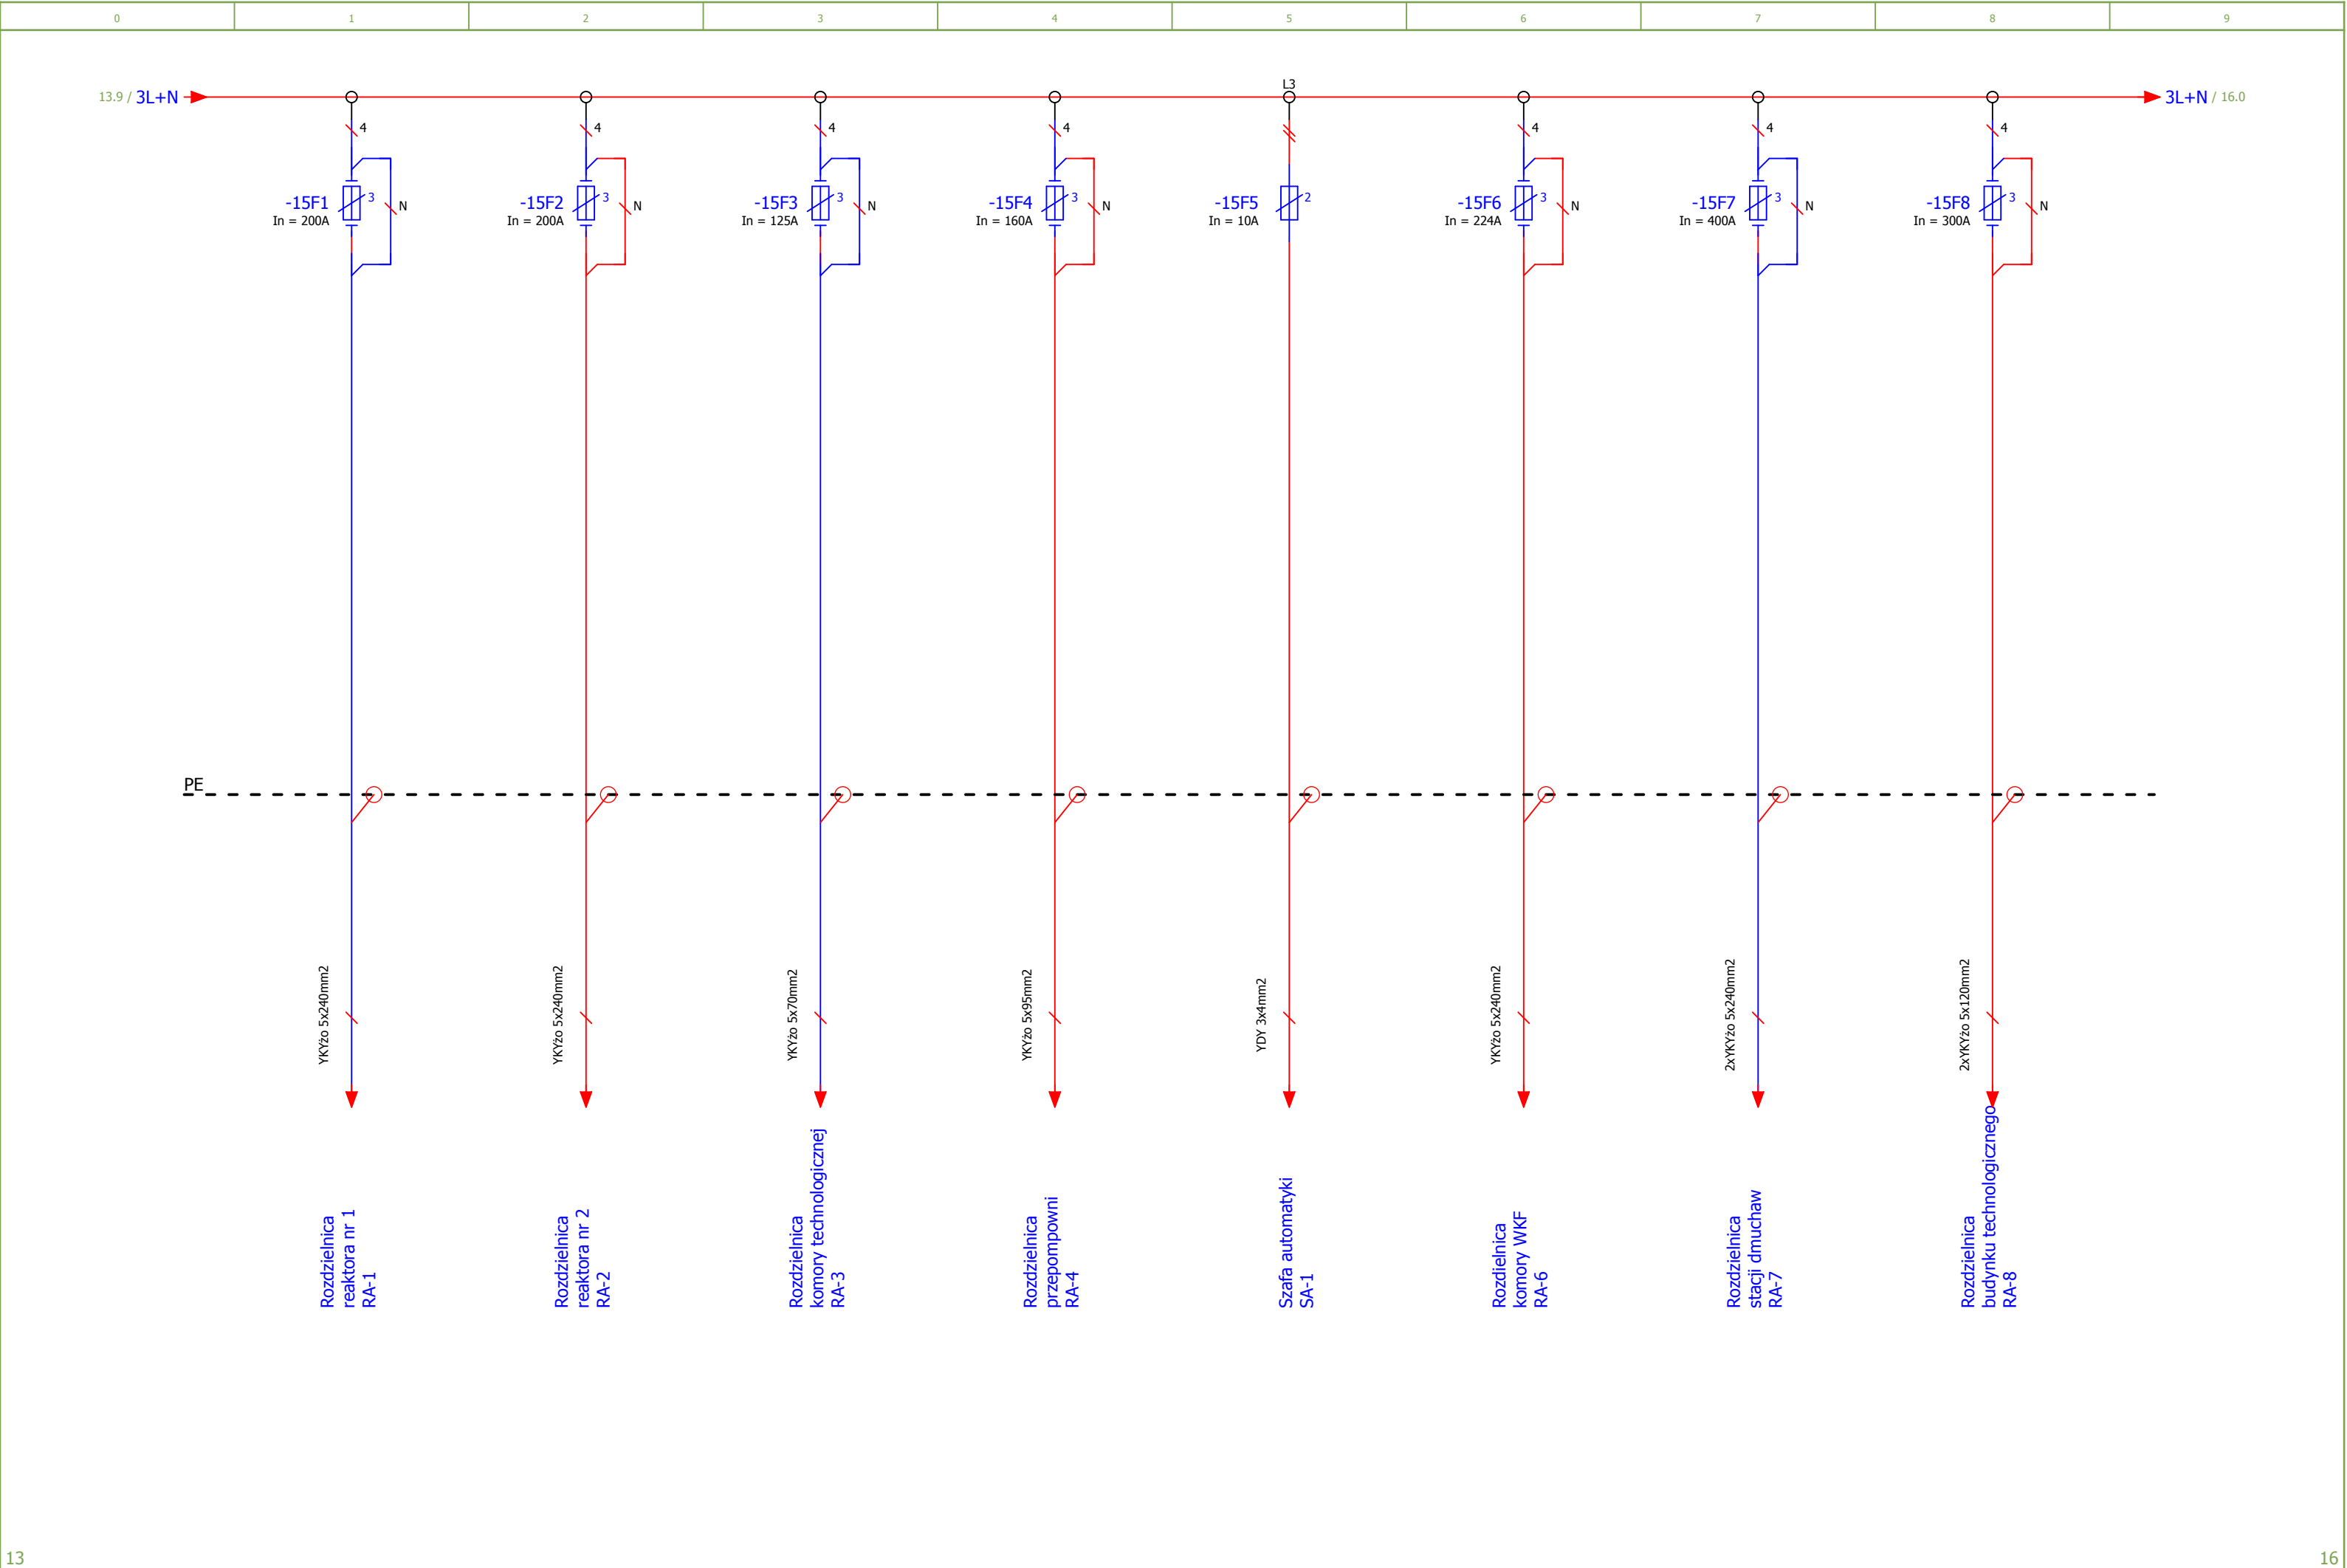 0 1 2 3 4 5 6 7 8 9
13.9 / 3L+N
L3
3L+N / 16.0
4 4 4 4 4 4 4
-15F1
In = 200A
3
N
-15F2
In = 200A
3
N
-15F3
In = 125A
3
N
-15F4
In = 160A
3
N
-15F5
In = 10A
2
-15F6
In = 224A
3
N
-15F7
In = 400A
3
N
-15F8
In = 300A
3
N
PE
YKYżo 5x240mm2
YKYżo 5x240mm2
YKYżo 5x70mm2
YKYżo 5x95mm2
YDY 3x4mm2
YKYżo 5x240mm2
2xYKYżo 5x240mm2
2xYKYżo 5x120mm2
Rozdzielnica
reaktora nr 1
RA-1
Rozdzielnica
reaktora nr 2
RA-2
Rozdzielnica
komory technologicznej
RA-3
Rozdzielnica
przepompowni
RA-4
Szafa automatyki
SA-1
Rozdielnica
komory WKF
RA-6
Rozdzielnica
stacji dmuchaw
RA-7
Rozdzielnica
budynku technologicznego
RA-8
13
16